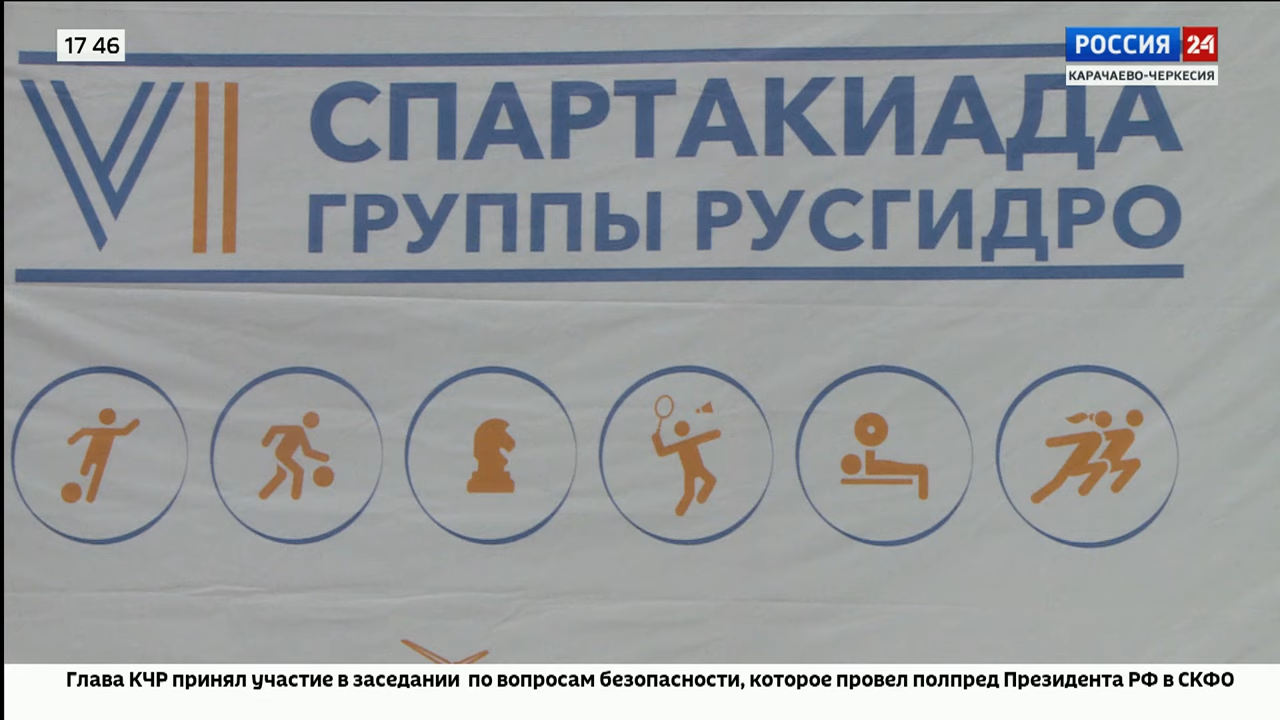 17 46
РОССИЯ 24
КАРАЧАЕВО-ЧЕРКЕСИЯ
VI СПАРТАКИАДА
ГРУППЫ РУСГИДРО
Глава КЧР принял участие в заседании по вопросам безопасности, которое провел полпред Президента РФ в СКФО